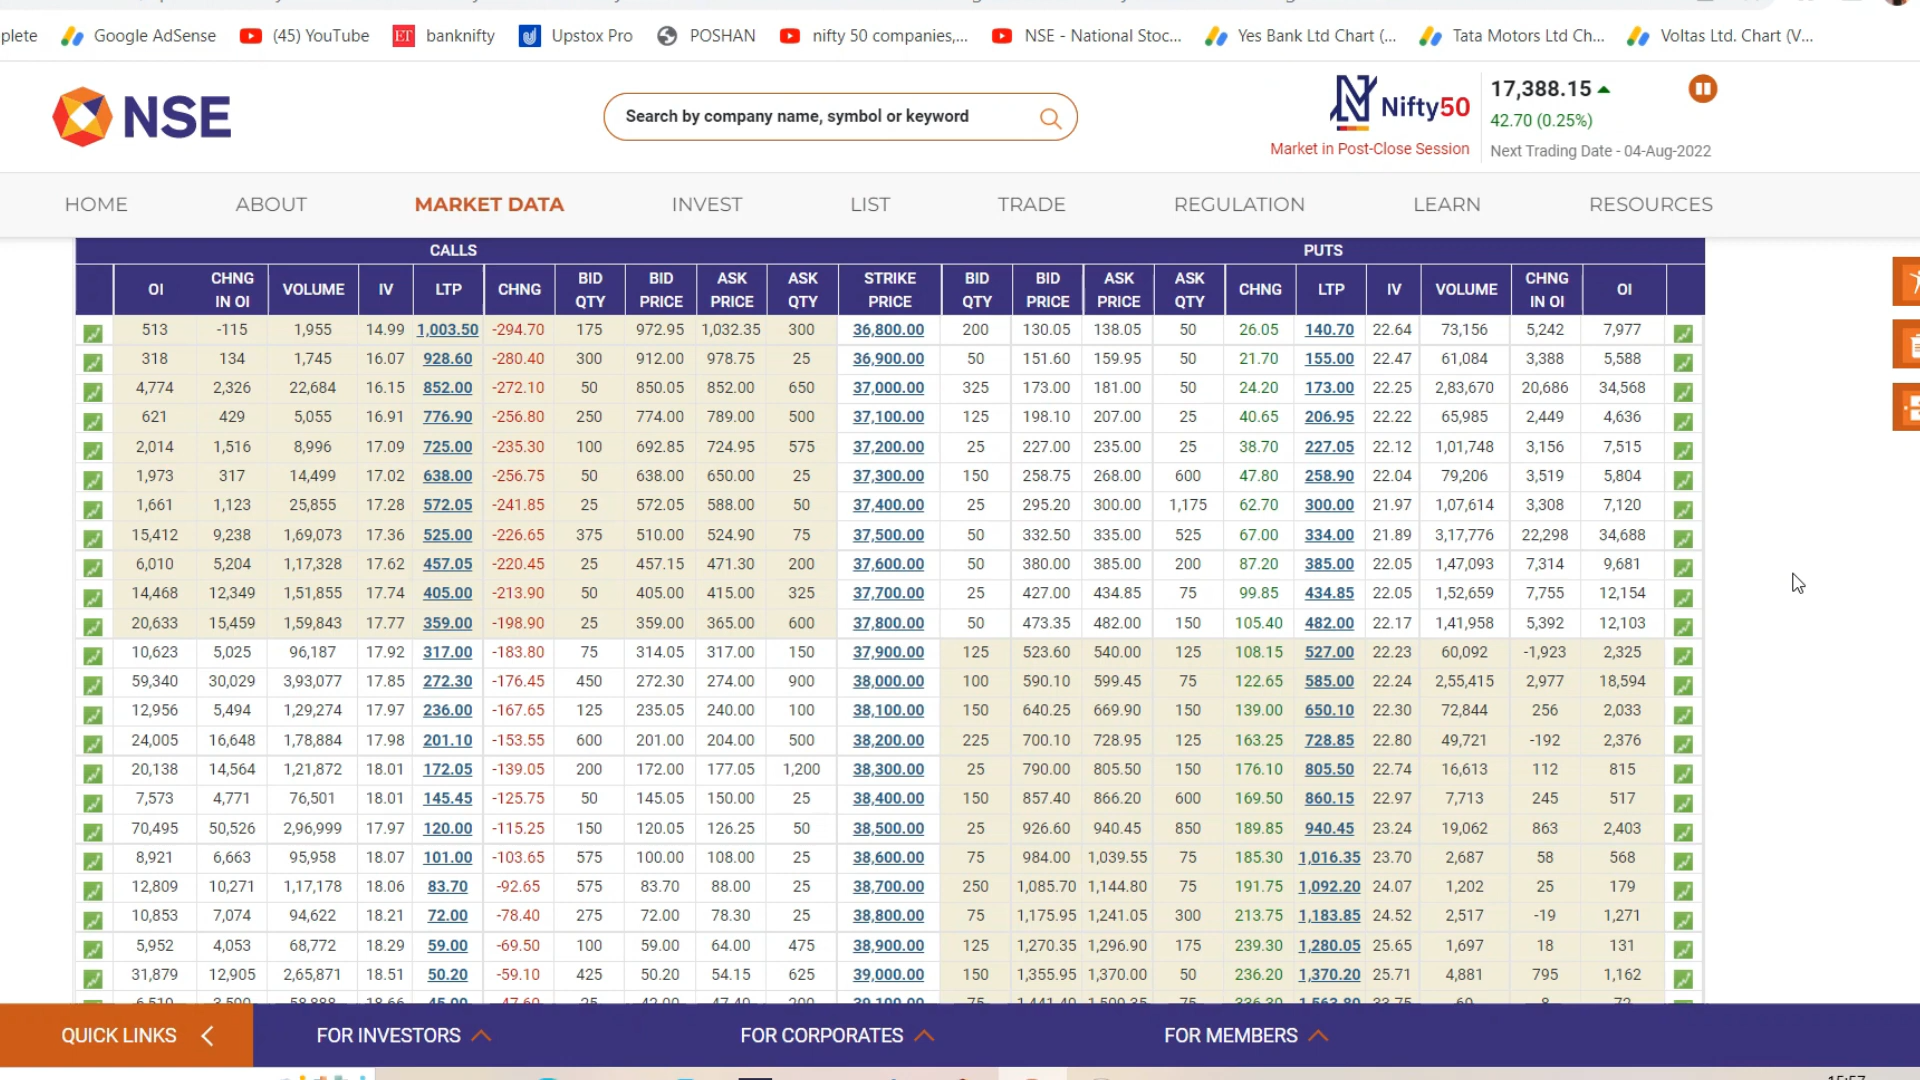 plete Google AdSense (45) YouTube ET banknifty Upstox Pro POSHAN nifty 50 companies,... NSE - National Stoc... Yes Bank Ltd Chart (... Tata Motors Ltd Ch... Voltas Ltd. Chart (V...
NSE Search by company name, symbol or keyword Nifty50 17,388.15
42.70 (0.25%)
Market in Post-Close Session Next Trading Date - 04-Aug-2022
HOME ABOUT MARKET DATA INVEST LIST TRADE REGULATION LEARN RESOURCES
CALLS PUTS
OI CHNG IN OI VOLUME IV LTP CHNG BID QTY BID PRICE ASK PRICE ASK QTY STRIKE PRICE BID QTY BID PRICE ASK PRICE ASK QTY CHNG LTP IV VOLUME CHNG IN OI OI
513 -115 1,955 14.99 1,003.50 -294.70 175 972.95 1,032.35 300 36,800.00 200 130.05 138.05 50 26.05 140.70 22.64 73,156 5,242 7,977
318 134 1,745 16.07 928.60 -280.40 300 912.00 978.75 25 36,900.00 50 151.60 159.95 50 21.70 155.00 22.47 61,084 3,388 5,588
4,774 2,326 22,684 16.15 852.00 -272.10 50 850.05 852.00 650 37,000.00 325 173.00 181.00 50 24.20 173.00 22.25 2,83,670 20,686 34,568
621 429 5,055 16.91 776.90 -256.80 250 774.00 789.00 500 37,100.00 125 198.10 207.00 25 40.65 206.95 22.22 65,985 2,449 4,636
2,014 1,516 8,996 17.09 725.00 -235.30 100 692.85 724.95 575 37,200.00 25 227.00 235.00 25 38.70 227.05 22.12 1,01,748 3,156 7,515
1,973 317 14,499 17.02 638.00 -256.75 50 638.00 650.00 25 37,300.00 150 258.75 268.00 600 47.80 258.90 22.04 79,206 3,519 5,804
1,661 1,123 25,855 17.28 572.05 -241.85 25 572.05 588.00 50 37,400.00 25 295.20 300.00 1,175 62.70 300.00 21.97 1,07,614 3,308 7,120
15,412 9,238 1,69,073 17.36 525.00 -226.65 375 510.00 524.90 75 37,500.00 50 332.50 335.00 525 67.00 334.00 21.89 3,17,776 22,298 34,688
6,010 5,204 1,17,328 17.62 457.05 -220.45 25 457.15 471.30 200 37,600.00 50 380.00 385.00 200 87.20 385.00 22.05 1,47,093 7,314 9,681
14,468 12,349 1,51,855 17.74 405.00 -213.90 50 405.00 415.00 325 37,700.00 25 427.00 434.85 75 99.85 434.85 22.05 1,52,659 7,755 12,154
20,633 15,459 1,59,843 17.77 359.00 -198.90 25 359.00 365.00 600 37,800.00 50 473.35 482.00 150 105.40 482.00 22.17 1,41,958 5,392 12,103
10,623 5,025 96,187 17.92 317.00 -183.80 75 314.05 317.00 150 37,900.00 125 523.60 540.00 125 108.15 527.00 22.23 60,092 -1,923 2,325
59,340 30,029 3,93,077 17.85 272.30 -176.45 450 272.30 274.00 900 38,000.00 100 590.10 599.45 75 122.65 585.00 22.24 2,55,415 2,977 18,594
12,956 5,494 1,29,274 17.97 236.00 -167.65 125 235.05 240.00 100 38,100.00 150 640.25 669.90 150 139.00 650.10 22.30 72,844 256 2,033
24,005 16,648 1,78,884 17.98 201.10 -153.55 600 201.00 204.00 500 38,200.00 225 700.10 728.95 125 163.25 728.85 22.80 49,721 -192 2,376
20,138 14,564 1,21,872 18.01 172.05 -139.05 200 172.00 177.05 1,200 38,300.00 25 790.00 805.50 150 176.10 805.50 22.74 16,613 112 815
7,573 4,771 76,501 18.01 145.45 -125.75 50 145.05 150.00 25 38,400.00 150 857.40 866.20 600 169.50 860.15 22.97 7,713 245 517
70,495 50,526 2,96,999 17.97 120.00 -115.25 150 120.05 126.25 50 38,500.00 25 926.60 940.45 850 189.85 940.45 23.24 19,062 863 2,403
8,921 6,663 95,958 18.07 101.00 -103.65 575 100.00 108.00 25 38,600.00 75 984.00 1,039.55 75 185.30 1,016.35 23.70 2,687 58 568
12,809 10,271 1,17,178 18.06 83.70 -92.65 575 83.70 88.00 25 38,700.00 250 1,085.70 1,144.80 75 191.75 1,092.20 24.07 1,202 25 179
10,853 7,074 94,622 18.21 72.00 -78.40 275 72.00 78.30 25 38,800.00 75 1,175.95 1,241.05 300 213.75 1,183.85 24.52 2,517 -19 1,271
5,952 4,053 68,772 18.29 59.00 -69.50 100 59.00 64.00 475 38,900.00 125 1,270.35 1,296.90 175 239.30 1,280.05 25.65 1,697 18 131
31,879 12,905 2,65,871 18.51 50.20 -59.10 425 50.20 54.15 625 39,000.00 150 1,355.95 1,370.00 50 236.20 1,370.20 25.71 4,881 795 1,162
QUICK LINKS FOR INVESTORS FOR CORPORATES FOR MEMBERS